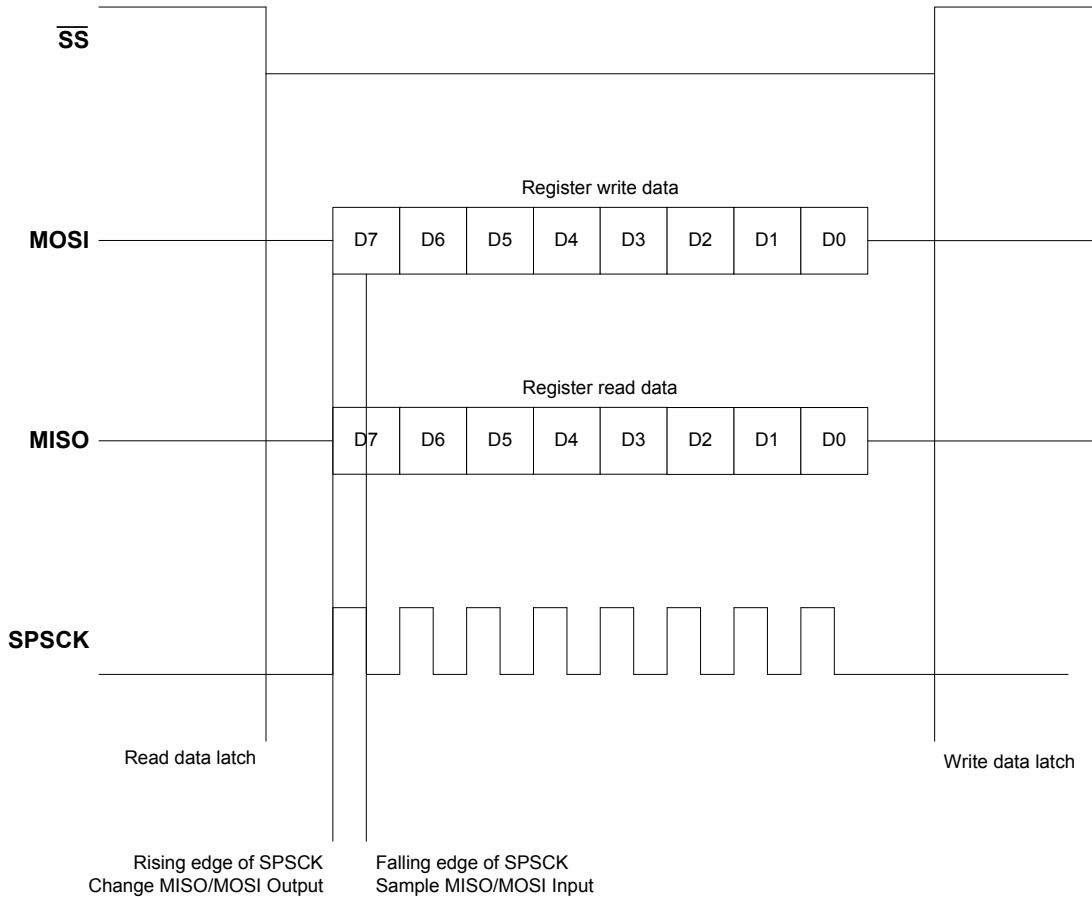 SS
Register write data
MOSI
D7 D6 D5 D4 D3 D2 D1 D0
Register read data
MISO
D7 D6 D5 D4 D3 D2 D1 D0
SPSCK
Read data latch
Write data latch
Rising edge of SPSCK
Change MISO/MOSI Output
Falling edge of SPSCK
Sample MISO/MOSI Input